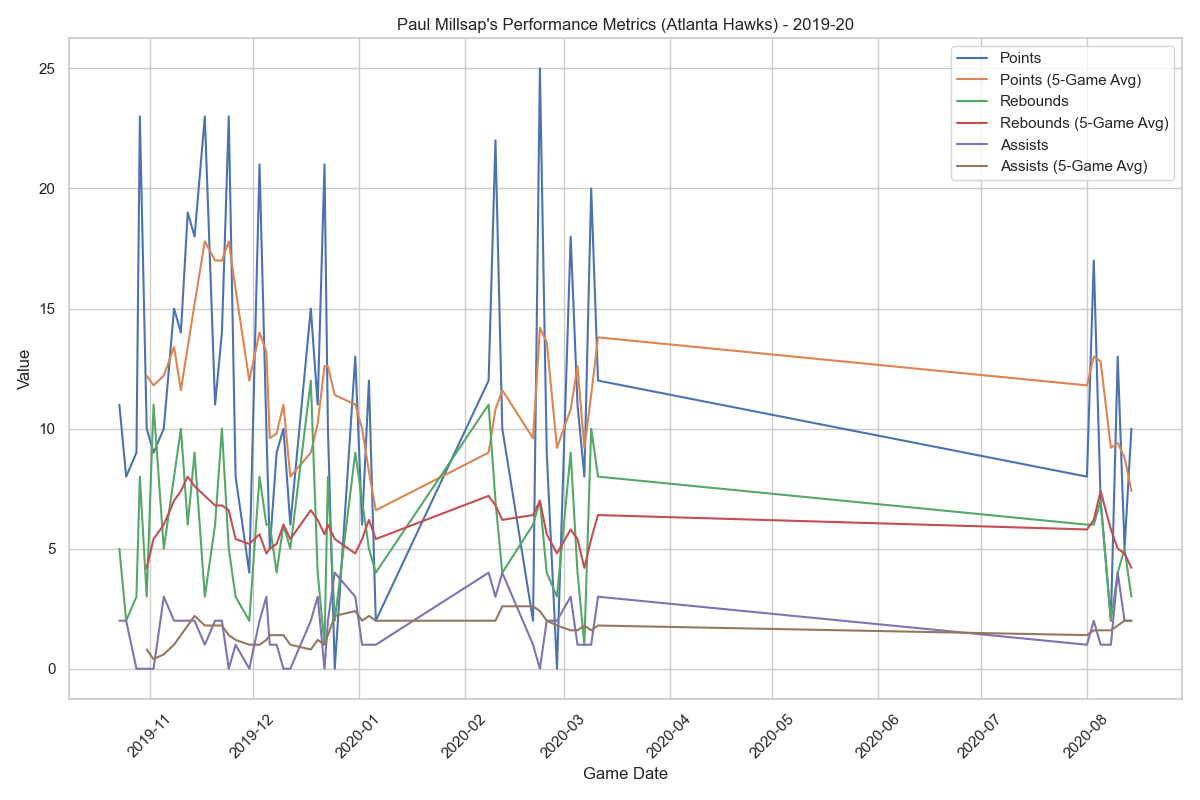 Paul Millsap's Performance Metrics (Atlanta Hawks) - 2019-20
Points
Points (5-Game Avg)
Rebounds
Rebounds (5-Game Avg)
Assists
Assists (5-Game Avg)
Value
25
20
15
10
5
0
2019-11
2019-12
2020-01
2020-02
2020-03
2020-04
2020-05
2020-06
2020-07
2020-08
Game Date